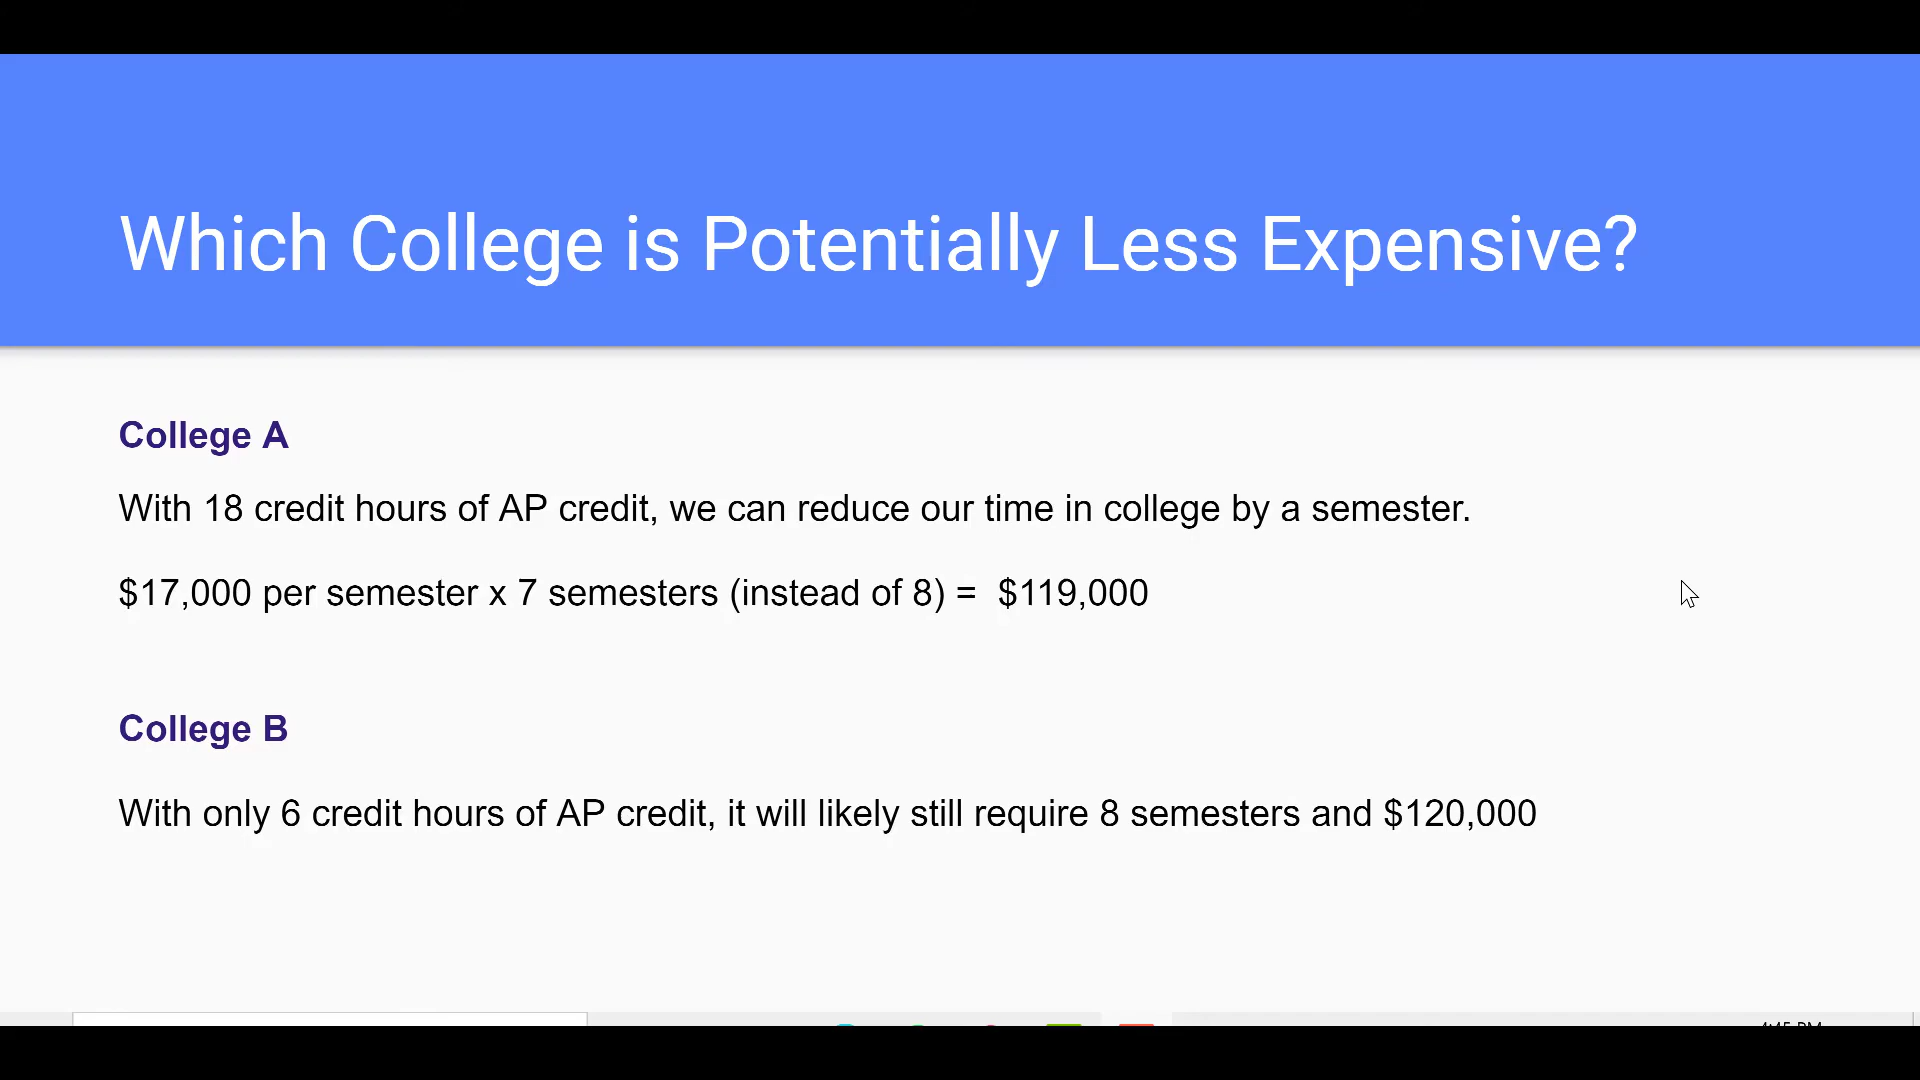 Which College is Potentially Less Expensive?
College A
With 18 credit hours of AP credit, we can reduce our time in college by a semester.
$17,000 per semester x 7 semesters (instead of 8) =  $119,000
College B
With only 6 credit hours of AP credit, it will likely still require 8 semesters and $120,000